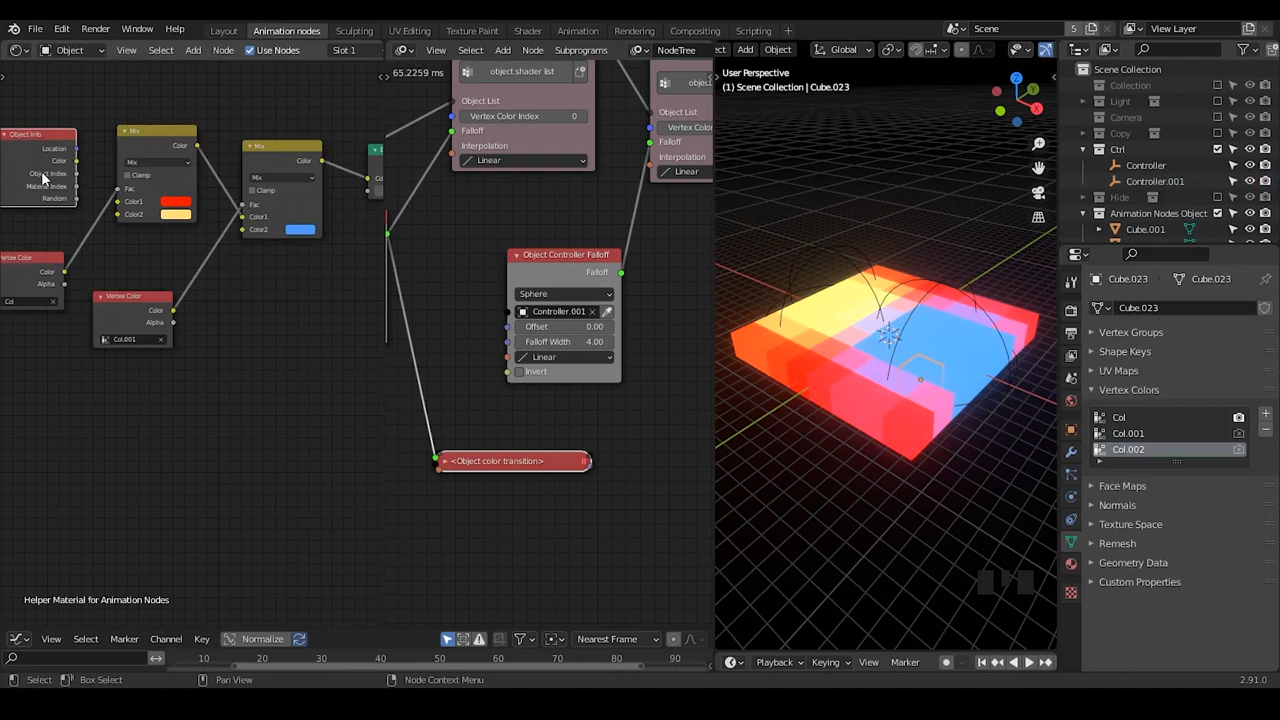 File Edit Render Window Help Layout Animation nodes Sculpting UV Editing Texture Paint Shader Animation Rendering Compositing Scripting Scene 5 View Layer
Object View Select Add Node Use Nodes Slot 1 View Select Add Node Subprograms NodeTree ect Add Object Global
65.2259 ms
object shader list
Object List
Vertex Color Index 0
Falloff
Interpolation
Linear
Object List
Vertex Color
Falloff
Interpolation
Linear
Object Info
Location
Color
Object Index
Material Index
Random
Mix
Color
Mix
Clamp
Fac
Color1
Color2
Mix
Color
Mix
Clamp
Fac
Color1
Color2
ertex Color
Color
Alpha
Col
Vertex Color
Color
Alpha
Col.001
Object Controller Falloff
Falloff
Sphere
Controller.001
Offset 0.00
Falloff Width 4.00
Linear
Invert
<Object color transition>
Helper Material for Animation Nodes
User Perspective
(1) Scene Collection | Cube.023
Z
Y
X
Scene Collection
Collection
Light
Camera
Copy
Ctrl
Controller
Controller.001
Hide
Animation Nodes Object
Cube.001
Cube.023 Cube.023
Cube.023
Vertex Groups
Shape Keys
UV Maps
Vertex Colors
Col
Col.001
Col.002
Face Maps
Normals
Texture Space
Remesh
Geometry Data
Custom Properties
View Select Marker Channel Key Normalize Nearest Frame
10 20 30 40 50 60 70 80 90
Playback Keying View Marker
Select Box Select Pan View Node Context Menu 2.91.0